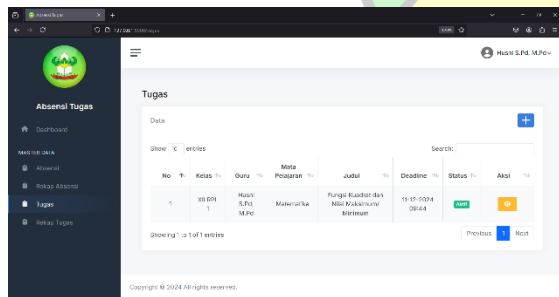 Husni S.Pd, M.Pd
Absensi Tugas
Dashboard
MASTER DATA
Absensi
Rekap Absensi
Tugas
Rekap Tugas
Tugas
Data
Show 10 entries
Search:
No Kelas Guru Mata Pelajaran Judul Deadline Status Aksi
1 XII RPL 1 Husni S.Pd, M.Pd Matematika Fungsi Kuadrat dan Nilai Maksimum/ Minimum 11-12-2024 09:44 Aktif
Showing 1 to 1 of 1 entries
Previous 1 Next
Copyright © 2024 All rights reserved.